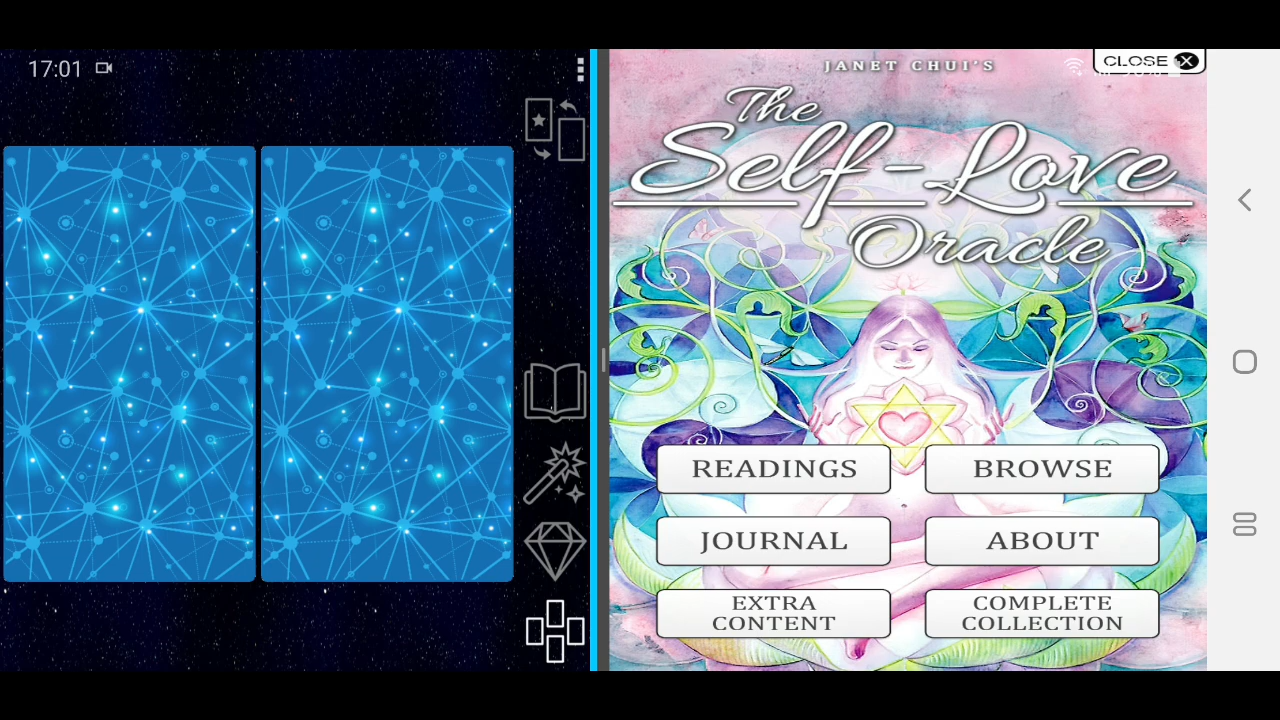 17:01
JANET CHUI'S
CLOSE
The
Self-Love
Oracle
READINGS
BROWSE
JOURNAL
ABOUT
EXTRA
CONTENT
COMPLETE
COLLECTION